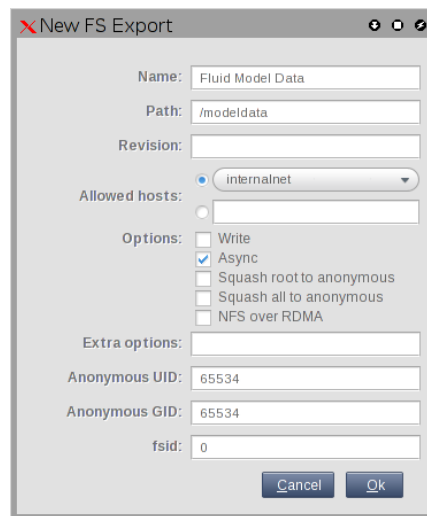 New FS Export
Name: Fluid Model Data
Path: /modeldata
Revision:
Allowed hosts: internalnet
Options: Write
Async
Squash root to anonymous
Squash all to anonymous
NFS over RDMA
Extra options:
Anonymous UID: 65534
Anonymous GID: 65534
fsid: 0
Cancel Ok